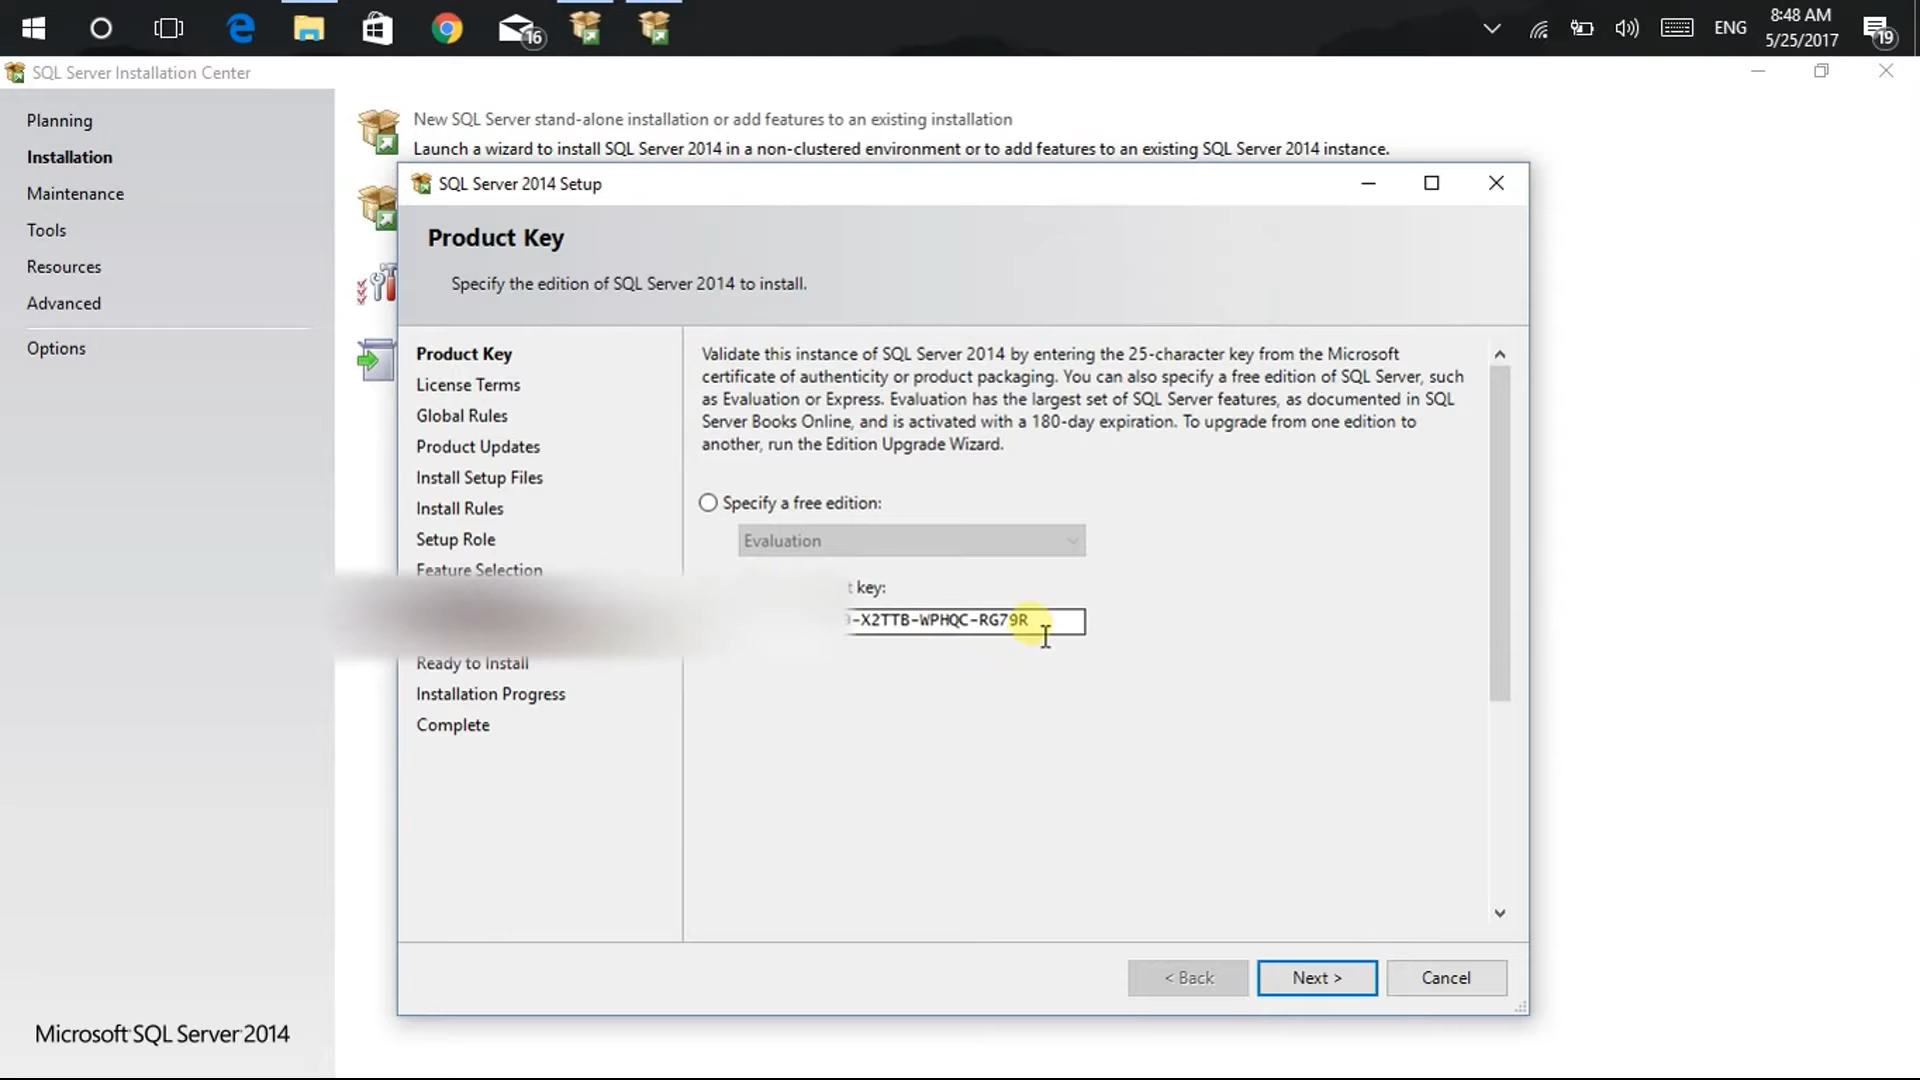 8:48 AM
16
ENG
5/25/2017
19
SQL Server Installation Center
Planning
Installation
Maintenance
Tools
Resources
Advanced
Options
Microsoft SQL Server 2014
New SQL Server stand-alone installation or add features to an existing installation
Launch a wizard to install SQL Server 2014 in a non-clustered environment or to add features to an existing SQL Server 2014 instance.
SQL Server 2014 Setup
Product Key
Specify the edition of SQL Server 2014 to install.
Product Key
License Terms
Global Rules
Product Updates
Install Setup Files
Install Rules
Setup Role
Feature Selection
Ready to Install
Installation Progress
Complete
Validate this instance of SQL Server 2014 by entering the 25-character key from the Microsoft
certificate of authenticity or product packaging. You can also specify a free edition of SQL Server, such
as Evaluation or Express. Evaluation has the largest set of SQL Server features, as documented in SQL
Server Books Online, and is activated with a 180-day expiration. To upgrade from one edition to
another, run the Edition Upgrade Wizard.
Specify a free edition:
Evaluation
t key:
-X2TTB-WPHQC-RG79R
< Back
Next >
Cancel